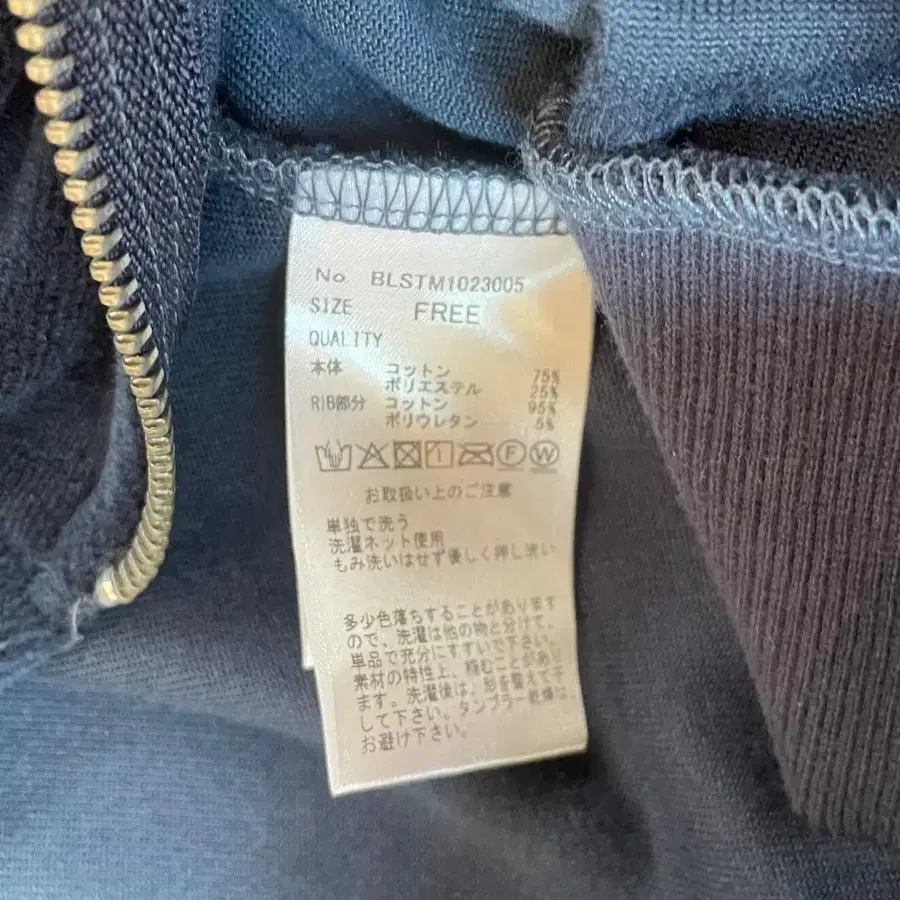 No BLSTM1023005
SIZE FREE
QUALITY
本体 コットン 75%
ポリエステル 25%
RIB部分 コットン 95%
ポリウレタン 5%
F W
お取扱い上のご注意
単独で洗う
洗濯ネット使用
もみ洗いはせず優しく押し洗い
多少色落ちすることがあります
ので、洗濯は他の物と分けて、
単品で充分にすすいで下さい。
素材の特性上、縮むことがあり
ます。洗濯後は、形を整えて干
して下さい。タンブラー乾燥は
お避け下さい。